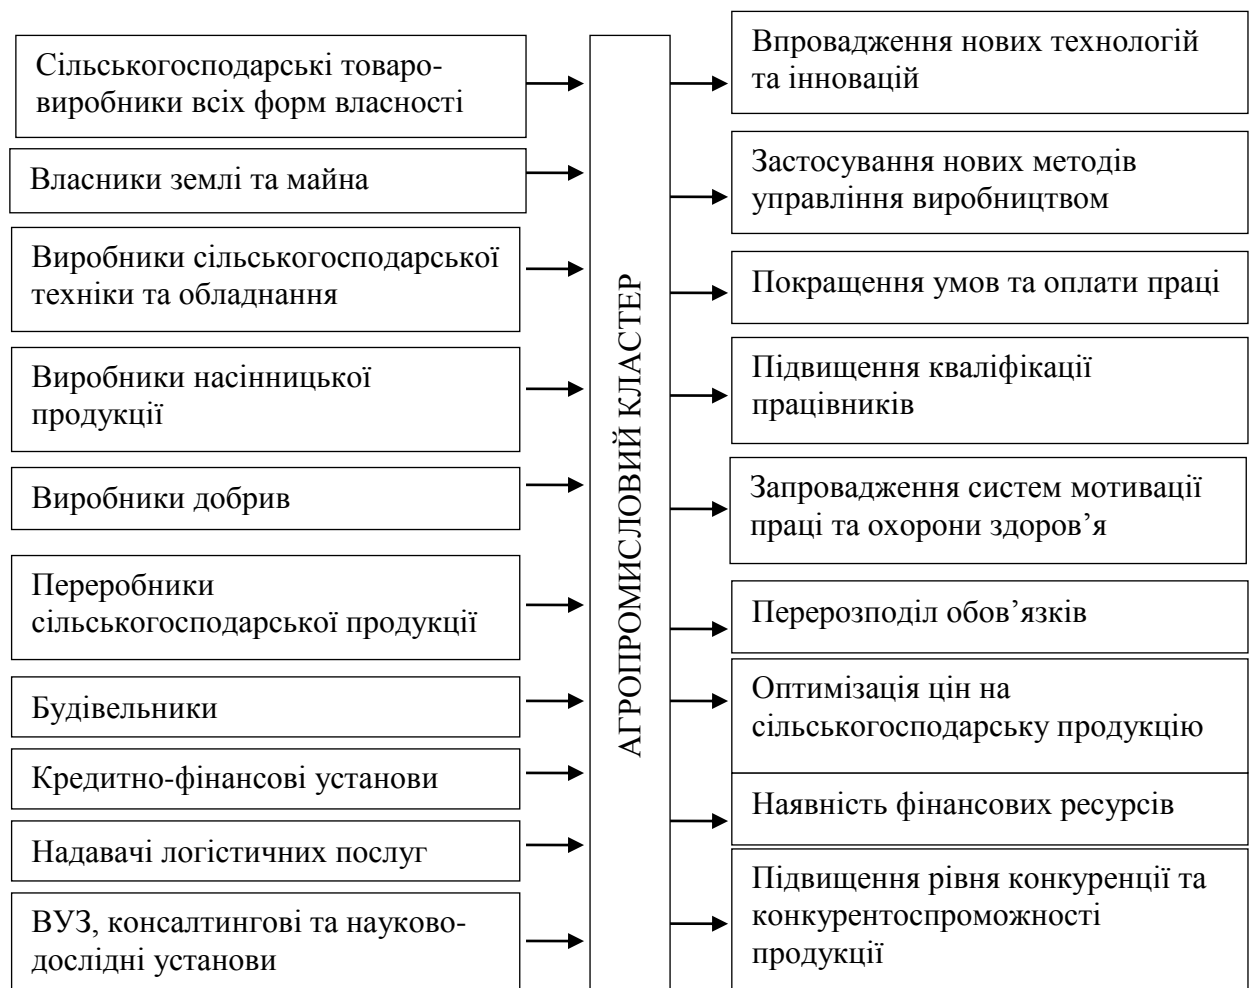 Сільськогосподарські товаро-
виробники всіх форм власності
Власники землі та майна
Виробники сільськогосподарської
техніки та обладнання
Виробники насінницької
продукції
Виробники добрив
Переробники
сільськогосподарської продукції
Будівельники
Кредитно-фінансові установи
Надавачі логістичних послуг
ВУЗ, консалтингові та науково-
дослідні установи
АГРОПРОМИСЛОВИЙ КЛАСТЕР
Впровадження нових технологій
та інновацій
Застосування нових методів
управління виробництвом
Покращення умов та оплати праці
Підвищення кваліфікації
працівників
Запровадження систем мотивації
праці та охорони здоров’я
Перерозподіл обов’язків
Оптимізація цін на
сільськогосподарську продукцію
Наявність фінансових ресурсів
Підвищення рівня конкуренції та
конкурентоспроможності
продукції